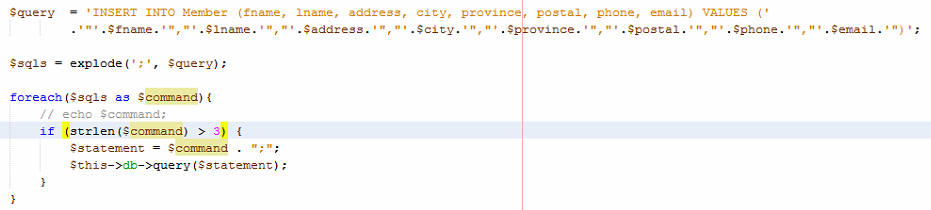 $query  = 'INSERT INTO Member (fname, lname, address, city, province, postal, phone, email) VALUES ('
.'"'.$fname.'","'.$lname.'","'.$address.'","'.$city.'","'.$province.'","'.$postal.'","'.$phone.'","'.$email.'")';
$sqls = explode(';', $query);
foreach($sqls as $command){
// echo $command;
if (strlen($command) > 3) {
$statement = $command . ";";
$this->db->query($statement);
}
}